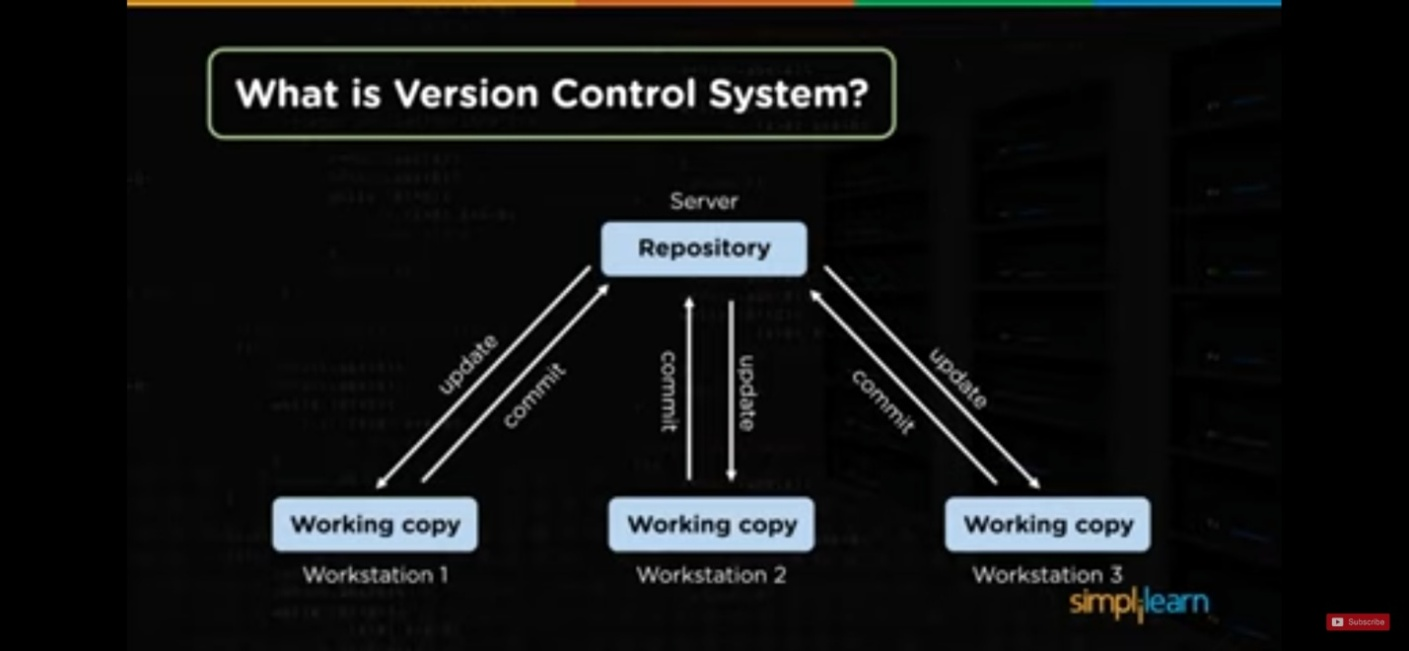 What is Version Control System?
Server
Repository
update
commit
commit
update
commit
update
Working copy
Working copy
Working copy
Workstation 1
Workstation 2
Workstation 3
simplilearn
Subscribe